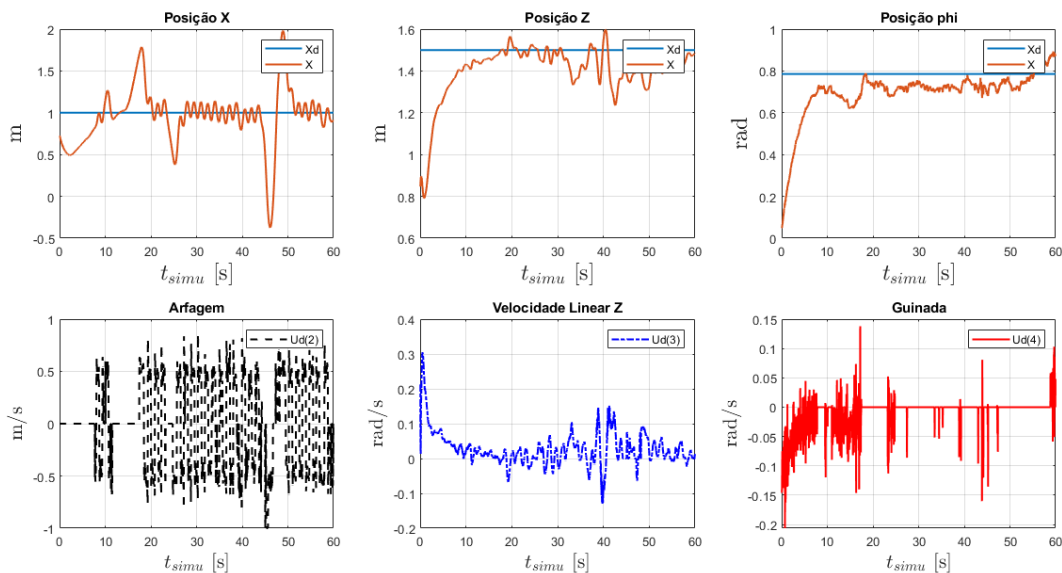 Posição X
2
1.5
1
0.5
0
-0.5
m
Xd
X
0 10 20 30 40 50 60
t_simu [s]
Posição Z
1.6
1.4
1.2
1
0.8
0.6
m
Xd
X
0 10 20 30 40 50 60
t_simu [s]
Posição phi
1
0.8
0.6
0.4
0.2
0
rad
Xd
X
0 10 20 30 40 50 60
t_simu [s]
Arfagem
1
0.5
0
-0.5
-1
m/s
Ud(2)
0 10 20 30 40 50 60
t_simu [s]
Velocidade Linear Z
0.4
0.3
0.2
0.1
0
-0.1
-0.2
rad/s
Ud(3)
0 10 20 30 40 50 60
t_simu [s]
Guinada
0.15
0.1
0.05
0
-0.05
-0.1
-0.15
-0.2
rad/s
Ud(4)
0 10 20 30 40 50 60
t_simu [s]